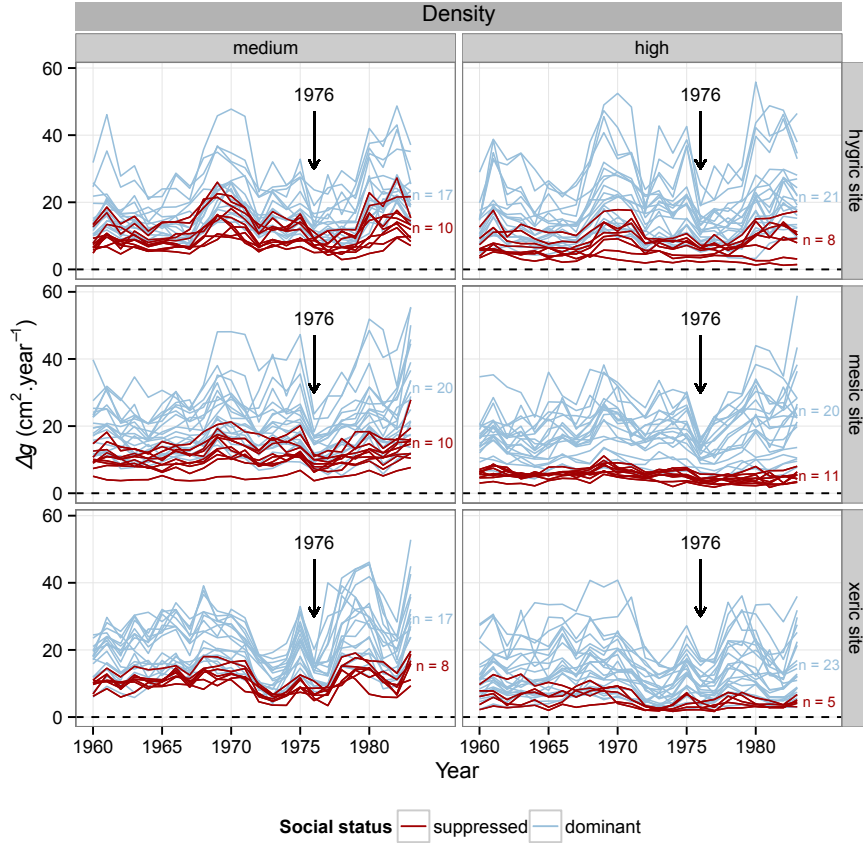 Density
medium high
60
40
20
0
1976
n = 17
n = 10
1976
n = 21
n = 8
hygric site
60
40
20
0
1976
n = 20
n = 10
1976
n = 20
n = 11
mesic site
60
40
20
0
1976
n = 17
n = 8
1976
n = 23
n = 5
xeric site
Δg (cm².year⁻¹)
1960 1965 1970 1975 1980 1960 1965 1970 1975 1980
Year
Social status suppressed dominant